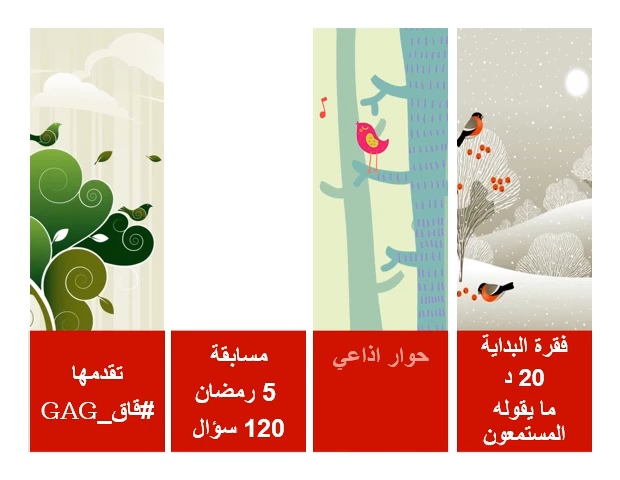 فقرة البداية
20 د
ما يقوله
المستمعون
حوار اذاعي
مسابقة
5 رمضان
120 سؤال
تقدمها
#قاق_GAG